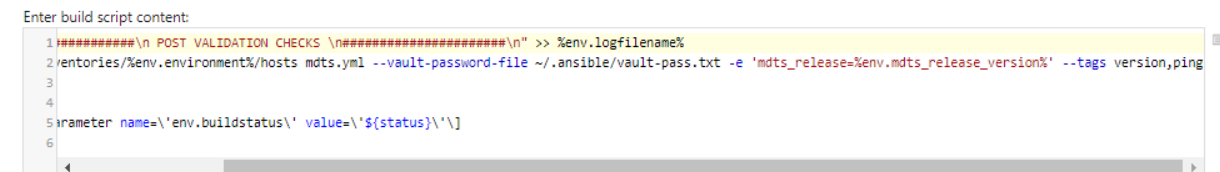 Enter build script content:
1 ###########\n POST VALIDATION CHECKS \n######################\n" >> %env.logfilename%
2 ventories/%env.environment%/hosts mdts.yml --vault-password-file ~/.ansible/vault-pass.txt -e 'mdts_release=%env.mdts_release_version%' --tags version,ping
3
4
5 arameter name=\'env.buildstatus\' value=\'${status}\'\]
6